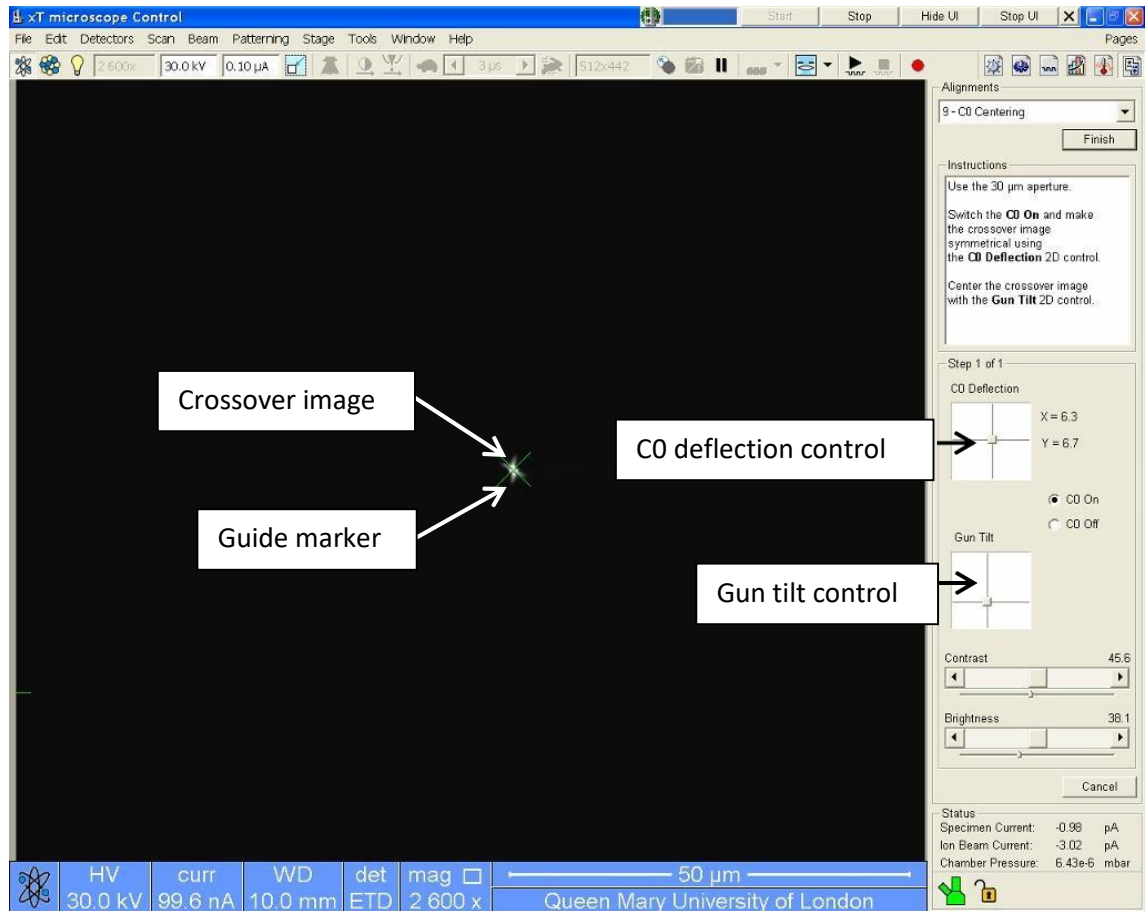 xT microscope Control
Start Stop Hide UI Stop UI X
File Edit Detectors Scan Beam Patterning Stage Tools Window Help Pages
2 600x 30.0 kV 0.10 µA 3 µs 512x442
Alignments
9 - C0 Centering
Finish
Instructions
Use the 30 µm aperture.
Switch the C0 On and make
the crossover image
symmetrical using
the C0 Deflection 2D control.
Center the crossover image
with the Gun Tilt 2D control.
Step 1 of 1
C0 Deflection
X = 6.3
Y = 6.7
C0 On
C0 Off
Gun Tilt
Crossover image
Guide marker
C0 deflection control
Gun tilt control
Contrast 45.6
Brightness 38.1
Cancel
Status
Specimen Current: -0.98 pA
Ion Beam Current: -3.02 pA
Chamber Pressure: 6.43e-6 mbar
HV curr WD det mag 50 µm
30.0 kV 99.6 nA 10.0 mm ETD 2 600 x Queen Mary University of London